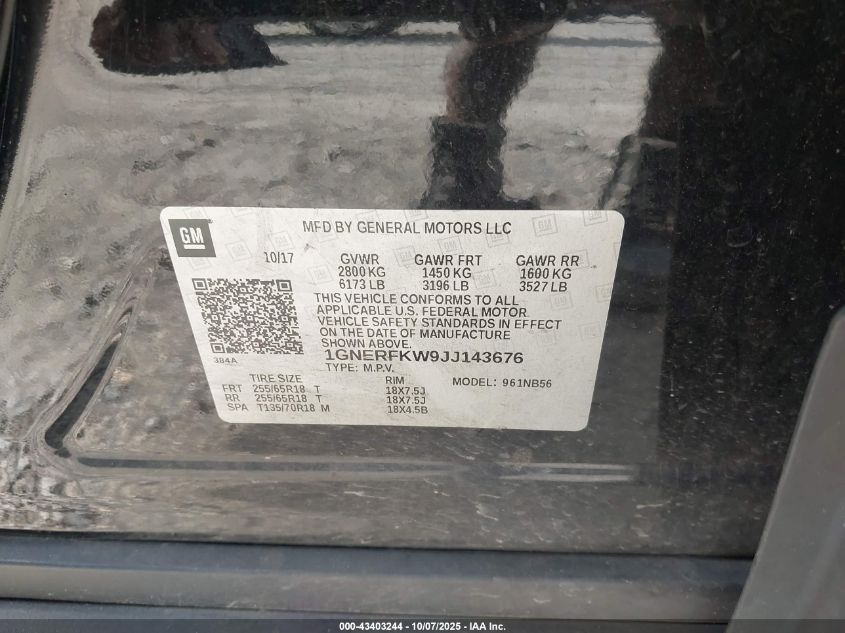 GM
MFD BY GENERAL MOTORS LLC
10/17 GVWR GAWR FRT GAWR RR
2800 KG 1450 KG 1600 KG
6173 LB 3196 LB 3527 LB
THIS VEHICLE CONFORMS TO ALL
APPLICABLE U.S. FEDERAL MOTOR
VEHICLE SAFETY STANDARDS IN EFFECT
ON THE DATE OF MANUFACTURE
SHOWN ABOVE.
384A
1GNERFKW9JJ143676
TYPE: M.P.V.
TIRE SIZE RIM MODEL: 961NB56
FRT 255/65R18 T 18X7.5J
RR 255/65R18 T 18X7.5J
SPA T135/70R18 M 18X4.5B
000-43403244 - 10/07/2025 - IAA Inc.